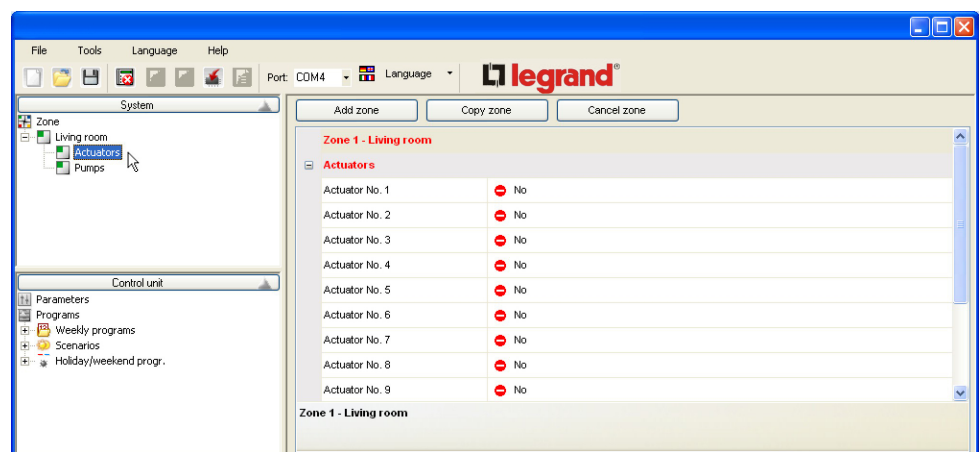 File Tools Language Help
Port: COM4 Language legrand®
System
Zone
Living room
Actuators
Pumps
Control unit
Parameters
Programs
Weekly programs
Scenarios
Holiday/weekend progr.
Add zone Copy zone Cancel zone
Zone 1 - Living room
Actuators
Actuator No. 1 No
Actuator No. 2 No
Actuator No. 3 No
Actuator No. 4 No
Actuator No. 5 No
Actuator No. 6 No
Actuator No. 7 No
Actuator No. 8 No
Actuator No. 9 No
Zone 1 - Living room